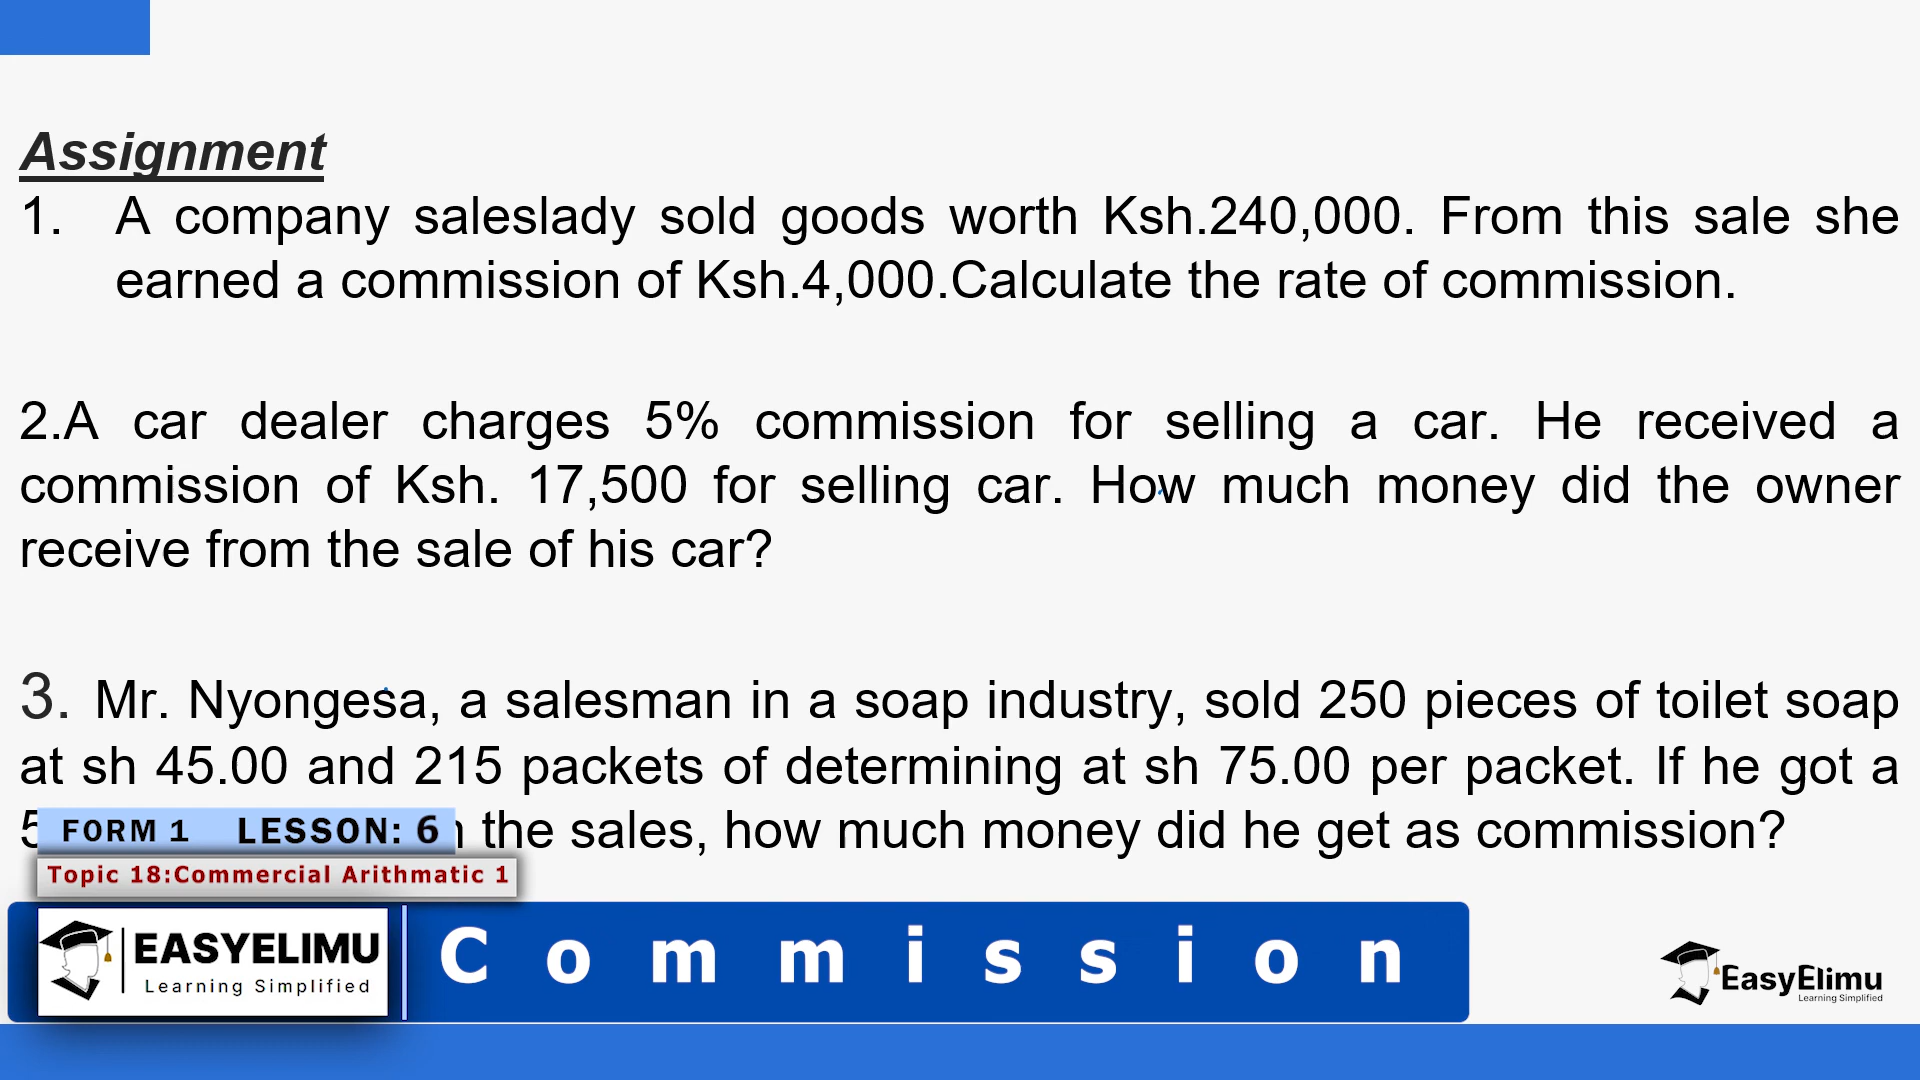 Assignment
1. A company saleslady sold goods worth Ksh.240,000. From this sale she
earned a commission of Ksh.4,000.Calculate the rate of commission.
2.A car dealer charges 5% commission for selling a car. He received a
commission of Ksh. 17,500 for selling car. How much money did the owner
receive from the sale of his car?
3. Mr. Nyongesa, a salesman in a soap industry, sold 250 pieces of toilet soap
at sh 45.00 and 215 packets of determining at sh 75.00 per packet. If he got a
the sales, how much money did he get as commission?
FORM 1 LESSON: 6
Topic 18:Commercial Arithmatic 1
EASYELIMU
Learning Simplified
Commission
EasyElimu
Learning Simplified